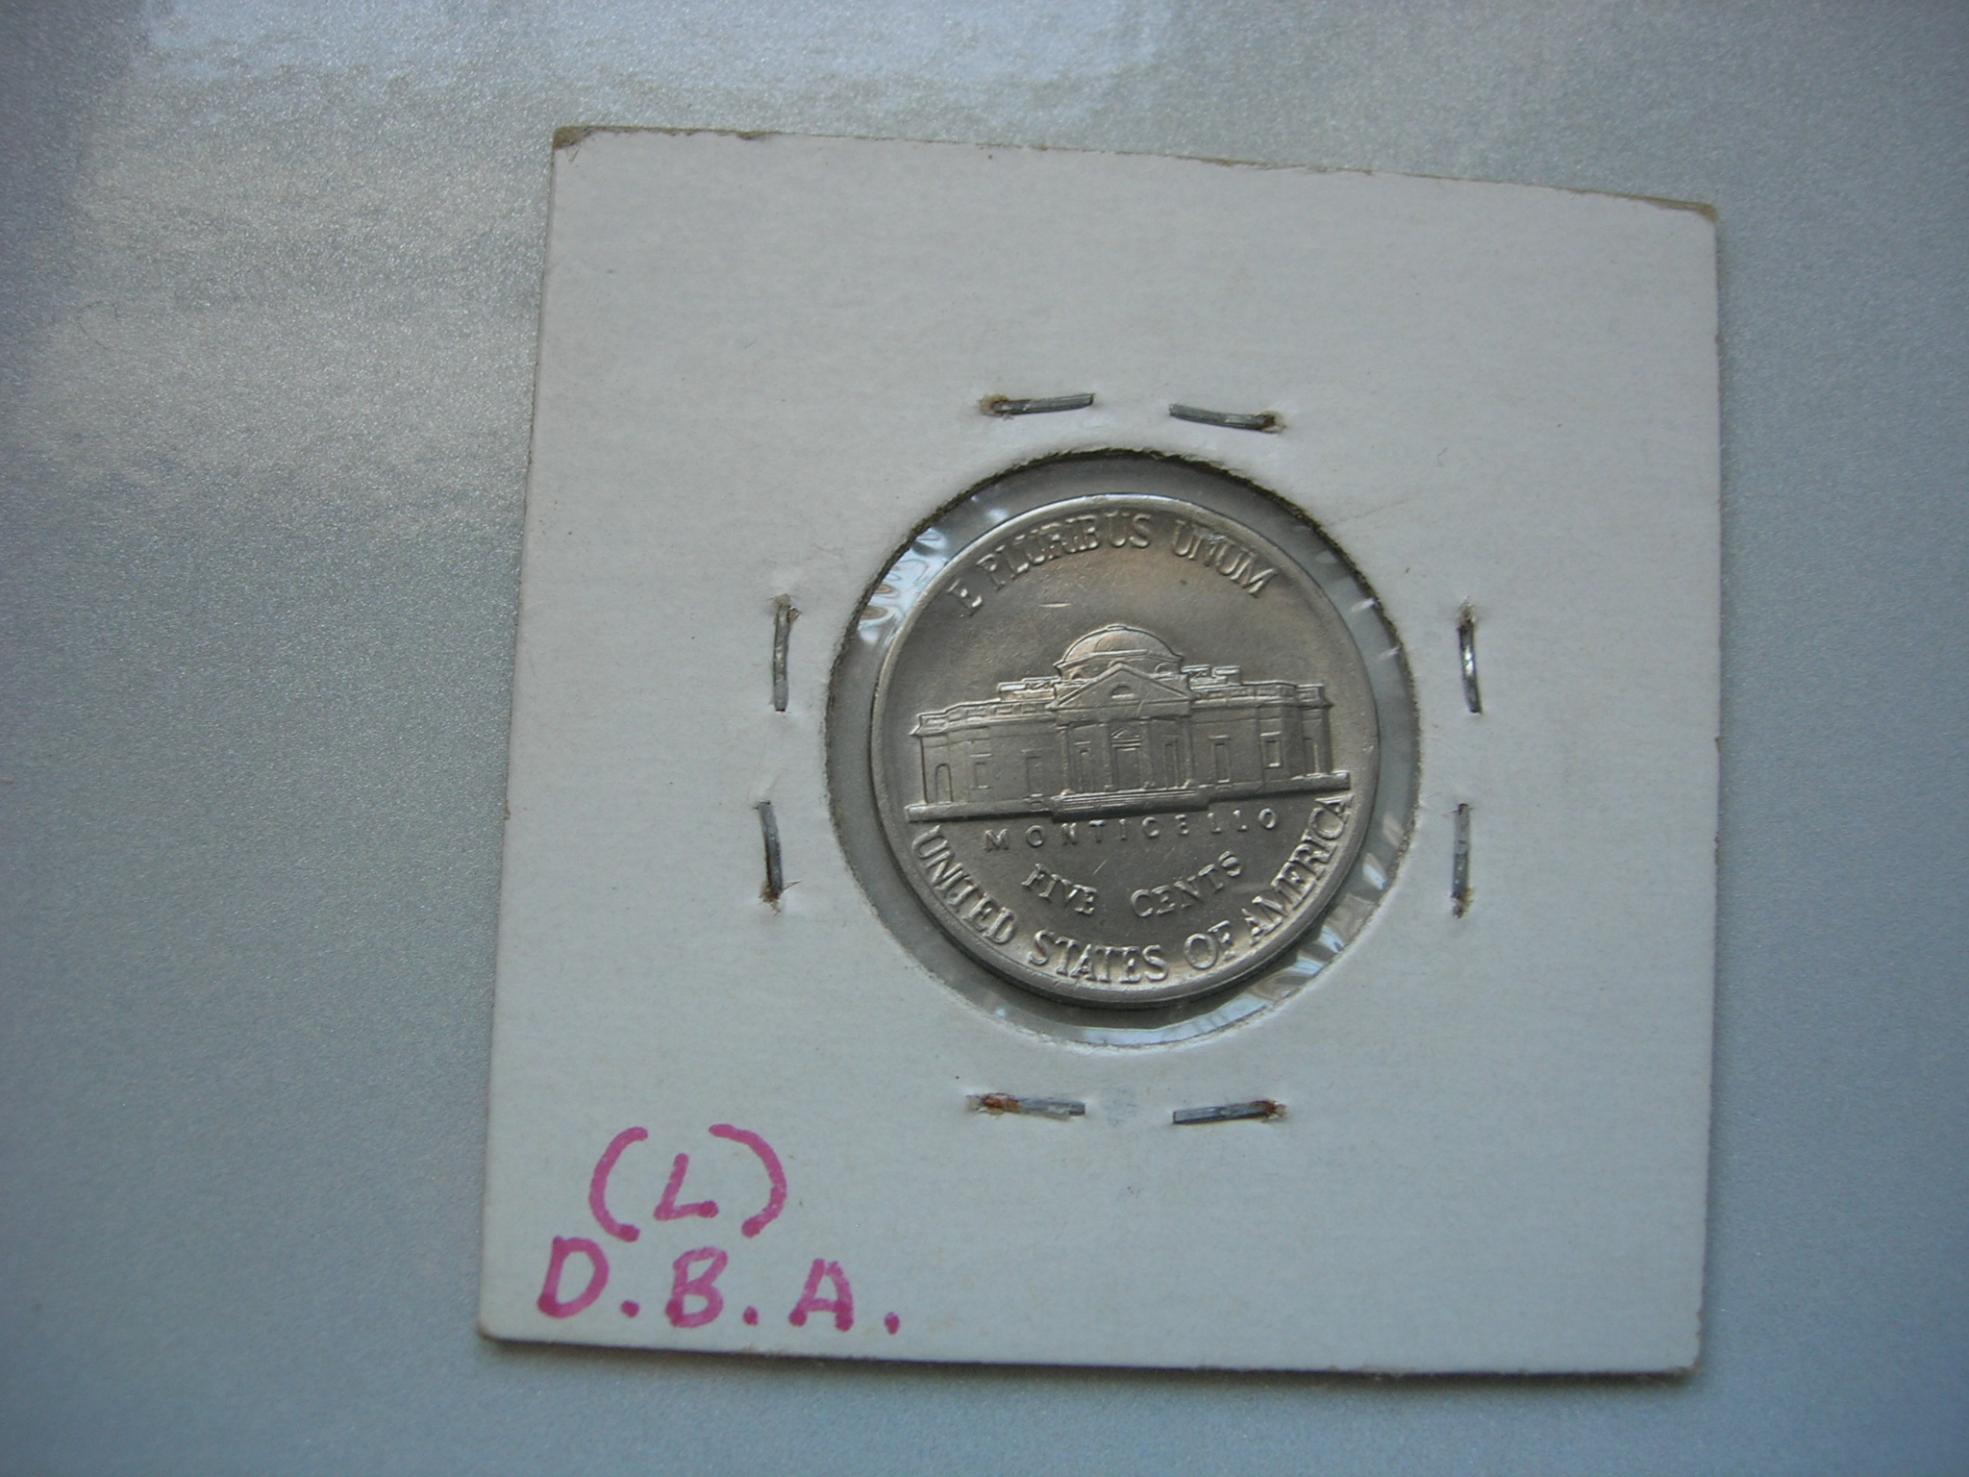 E PLURIBUS UNUM
MONTICELLO
FIVE CENTS
UNITED STATES OF AMERICA
(L)
D.B.A.